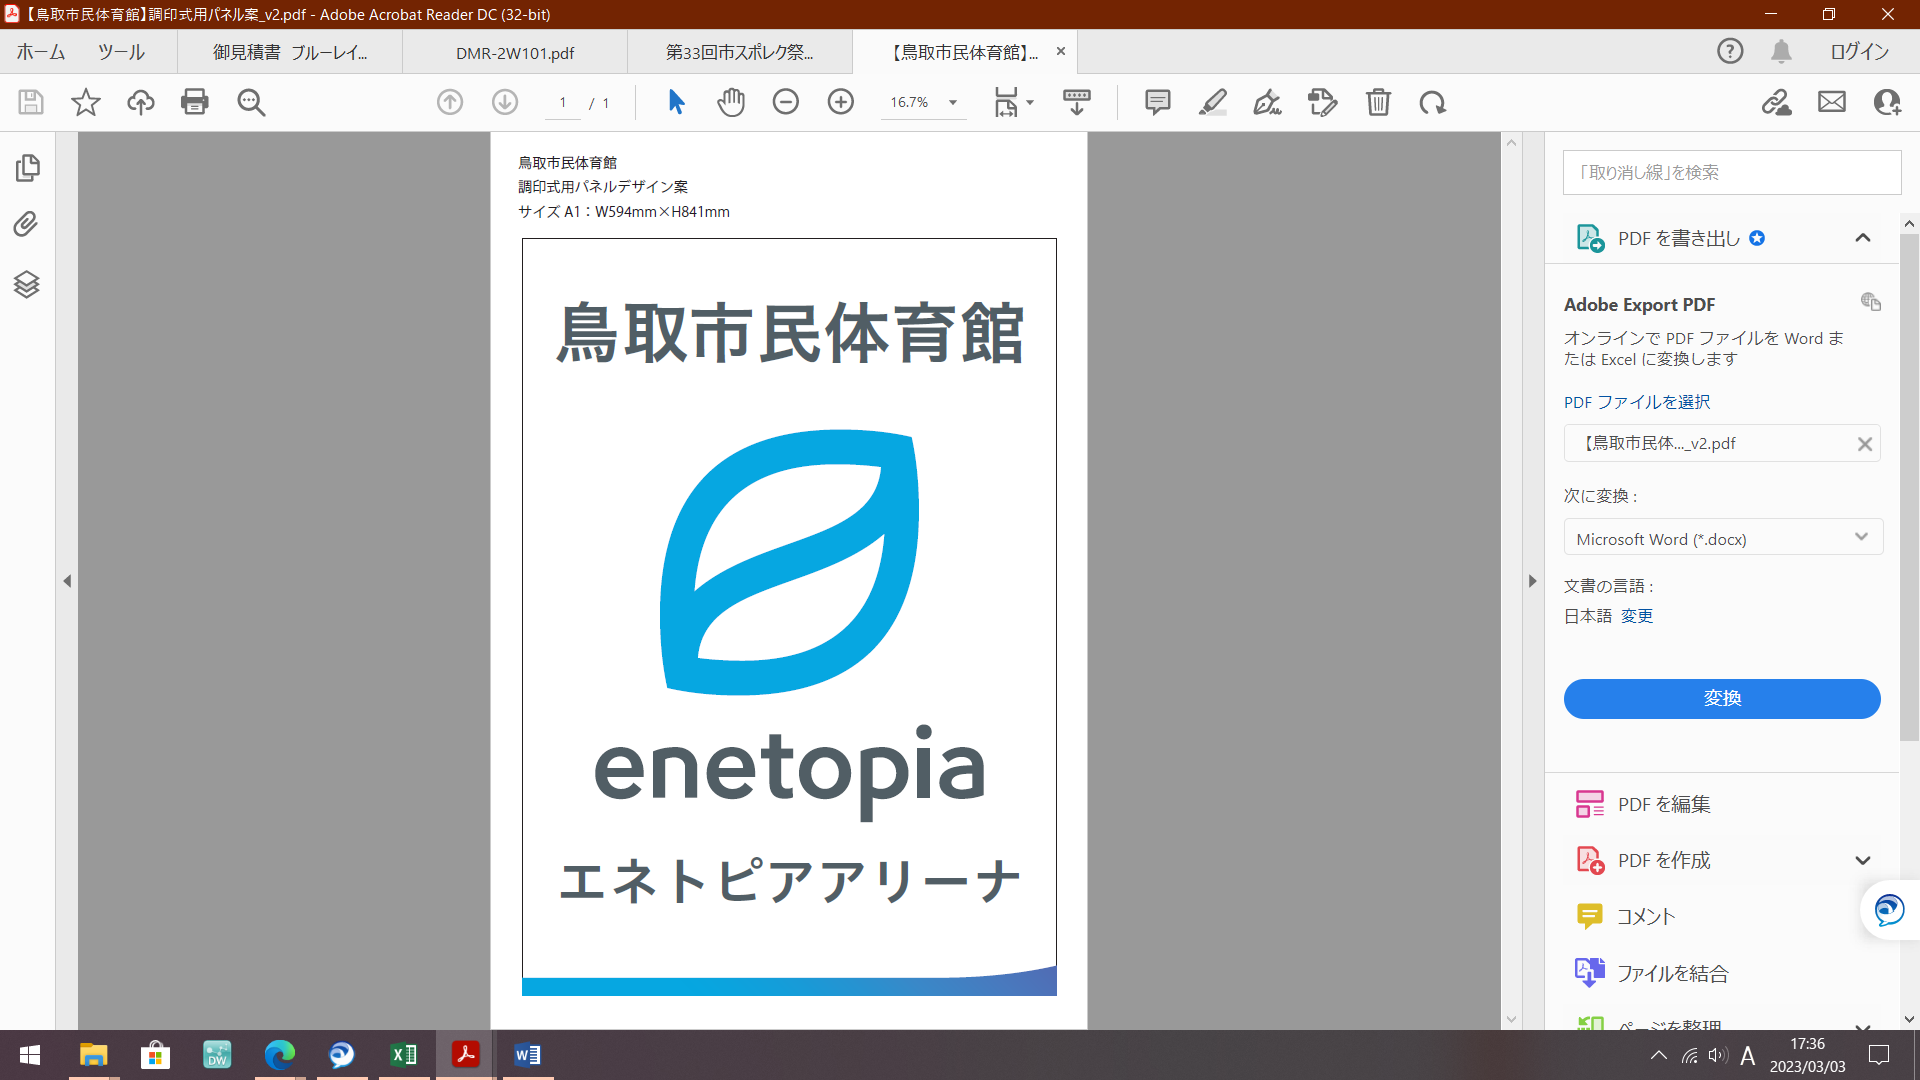 【鳥取市民体育館】調印式用パネル案_v2.pdf - Adobe Acrobat Reader DC (32-bit)
ホーム ツール 御見積書 ブルーレイ... DMR-2W101.pdf 第33回市スポレク祭... 【鳥取市民体育館】... × ログイン
1 / 1 16.7%
鳥取市民体育館
調印式用パネルデザイン案
サイズ A1：W594mm×H841mm
鳥取市民体育館
enetopia
エネトピアアリーナ
「取り消し線」を検索
PDF を書き出し
Adobe Export PDF
オンラインで PDF ファイルを Word ま
たは Excel に変換します
PDF ファイルを選択
【鳥取市民体..._v2.pdf
次に変換 :
Microsoft Word (*.docx)
文書の言語 :
日本語 変更
変換
PDF を編集
PDF を作成
コメント
ファイルを結合
ページを整理
DW
A
17:36
2023/03/03